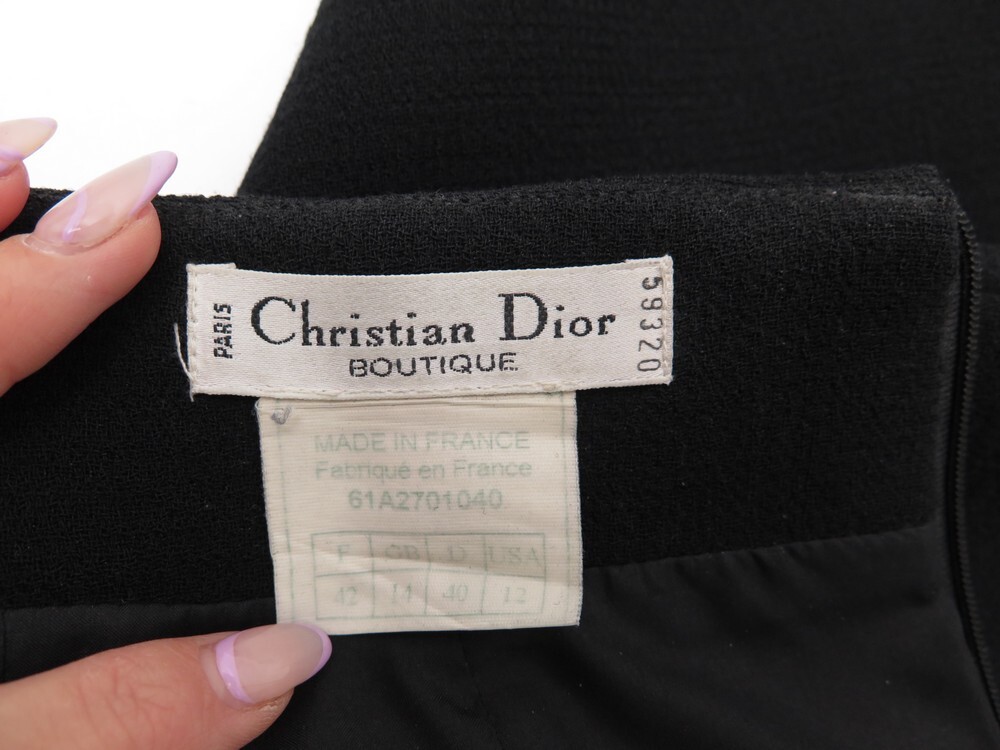 PARIS
Christian Dior
BOUTIQUE
59320
MADE IN FRANCE
Fabriqué en France
61A2701040
F GB D USA
42 14 40 12